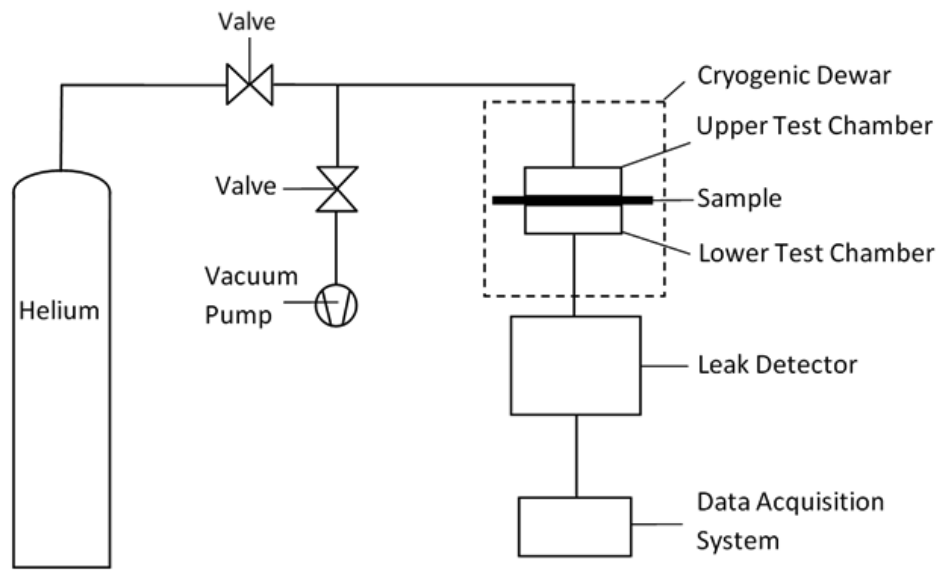 Valve
Cryogenic Dewar
Upper Test Chamber
Valve
Sample
Lower Test Chamber
Vacuum
Pump
Helium
Leak Detector
Data Acquisition
System